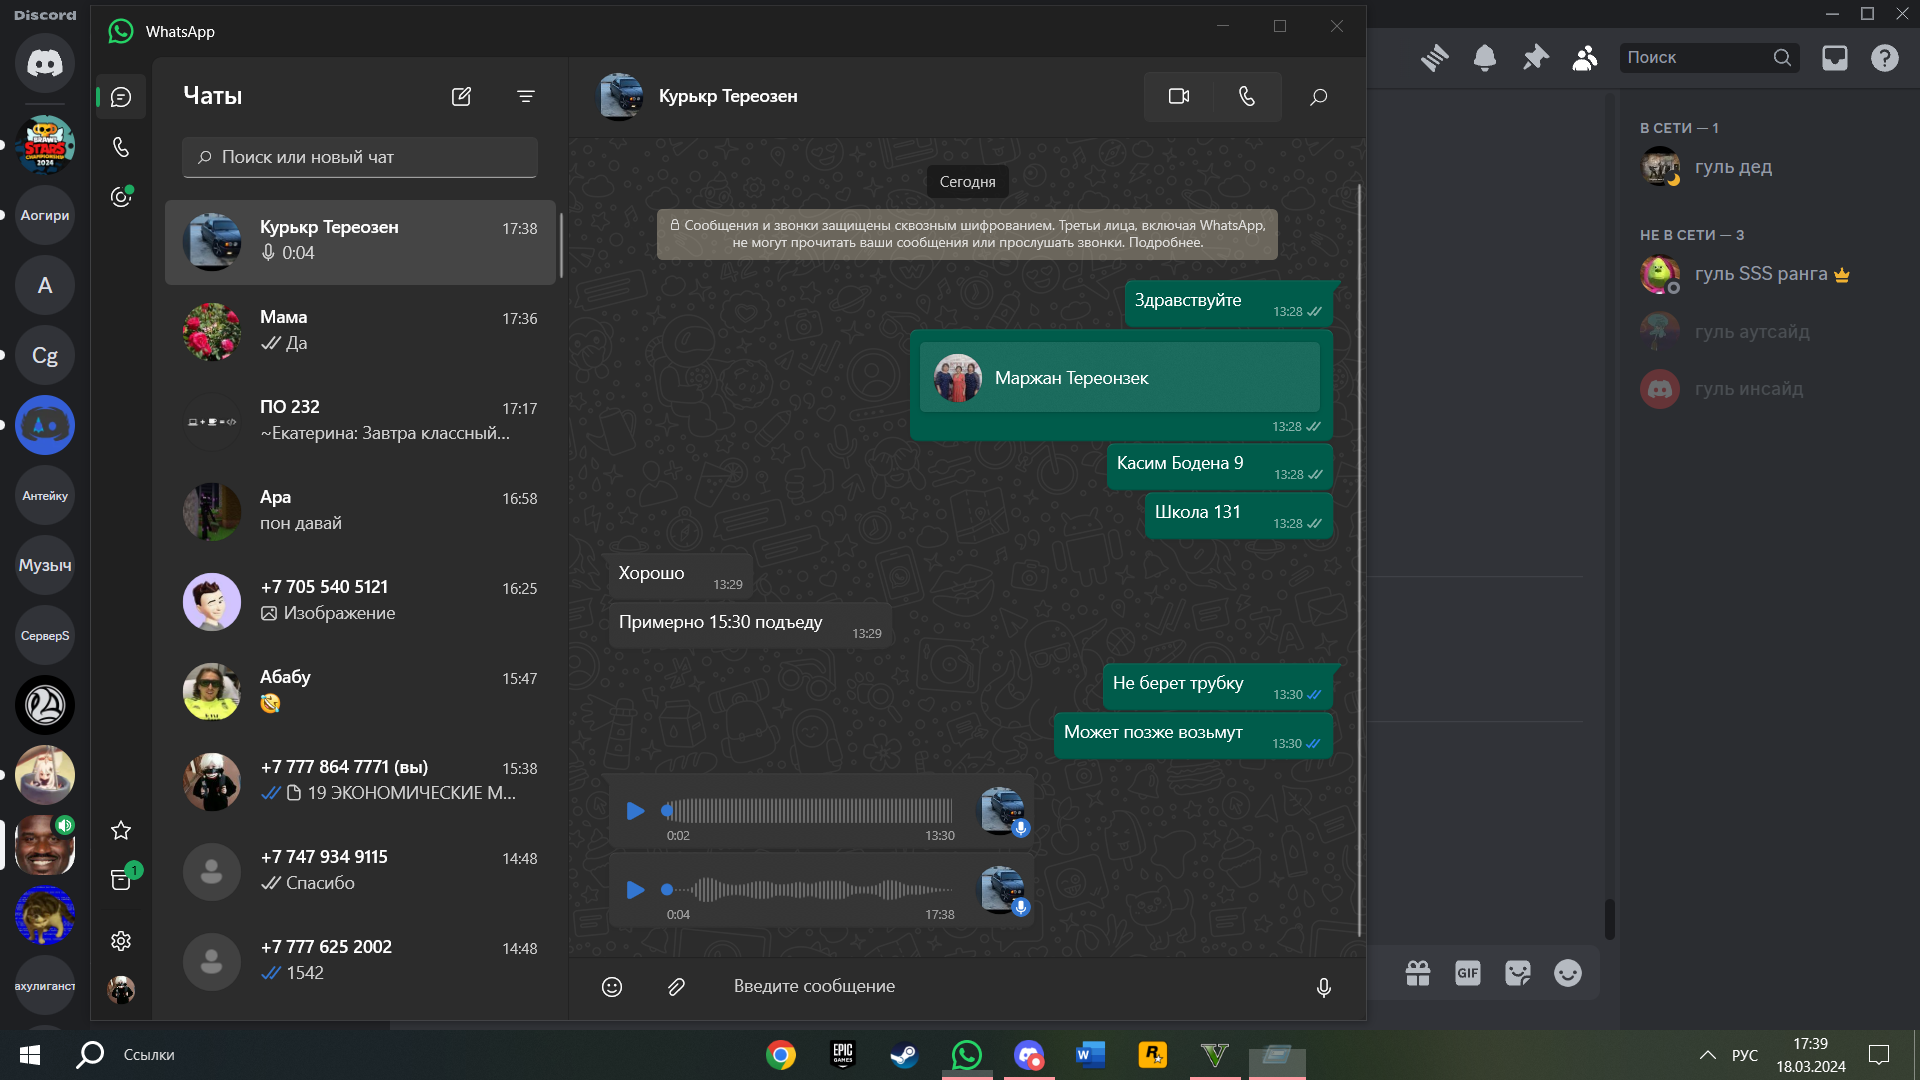 Discord
WhatsApp
Поиск
Аогири
A
Cg
Антейку
Музыч
СерверS
ахулиганст
BRAWL
STARS
CHAMPIONSHIP
2024
Чаты
Поиск или новый чат
Курькр Тереозен
17:38
0:04
Мама
17:36
Да
ПО 232
17:17
~Екатерина: Завтра классный...
Ара
16:58
пон давай
+7 705 540 5121
16:25
Изображение
Абабу
15:47
+7 777 864 7771 (вы)
15:38
19 ЭКОНОМИЧЕСКИЕ М...
+7 747 934 9115
14:48
Спасибо
+7 777 625 2002
14:48
1542
1
Курькр Тереозен
Сегодня
Сообщения и звонки защищены сквозным шифрованием. Третьи лица, включая WhatsApp,
не могут прочитать ваши сообщения или прослушать звонки. Подробнее.
Здравствуйте
13:28
Маржан Тереонзек
13:28
Касим Бодена 9
13:28
Школа 131
13:28
Хорошо
13:29
Примерно 15:30 подъеду
13:29
Не берет трубку
13:30
Может позже возьмут
13:30
0:02
13:30
0:04
17:38
Введите сообщение
В СЕТИ — 1
гуль дед
НЕ В СЕТИ — 3
гуль SSS ранга
гуль аутсайд
гуль инсайд
GIF
Ссылки
EPIC
GAMES
РУС
17:39
18.03.2024